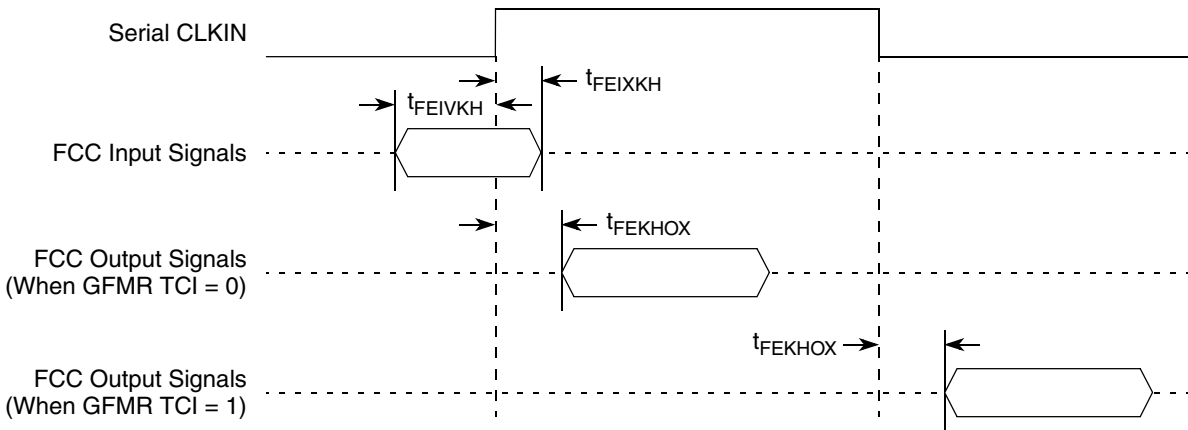 Serial CLKIN
tFEIXKH
tFEIVKH
FCC Input Signals
tFEKHOX
FCC Output Signals
(When GFMR TCI = 0)
tFEKHOX
FCC Output Signals
(When GFMR TCI = 1)